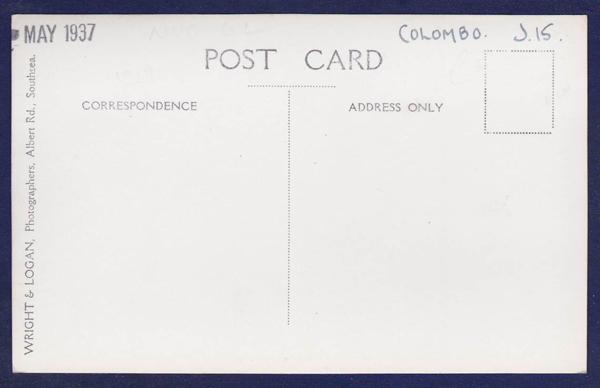 MAY 1937
COLOMBO. J.15.
POST CARD
CORRESPONDENCE
ADDRESS ONLY
WRIGHT & LOGAN, Photographers, Albert Rd., Southsea.